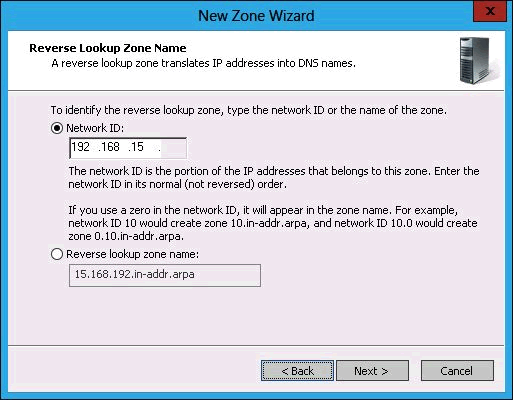 New Zone Wizard
x
Reverse Lookup Zone Name
A reverse lookup zone translates IP addresses into DNS names.
To identify the reverse lookup zone, type the network ID or the name of the zone.
Network ID:
192 .168 .15 .
The network ID is the portion of the IP addresses that belongs to this zone. Enter the
network ID in its normal (not reversed) order.
If you use a zero in the network ID, it will appear in the zone name. For example,
network ID 10 would create zone 10.in-addr.arpa, and network ID 10.0 would create
zone 0.10.in-addr.arpa.
Reverse lookup zone name:
15.168.192.in-addr.arpa
< Back Next > Cancel